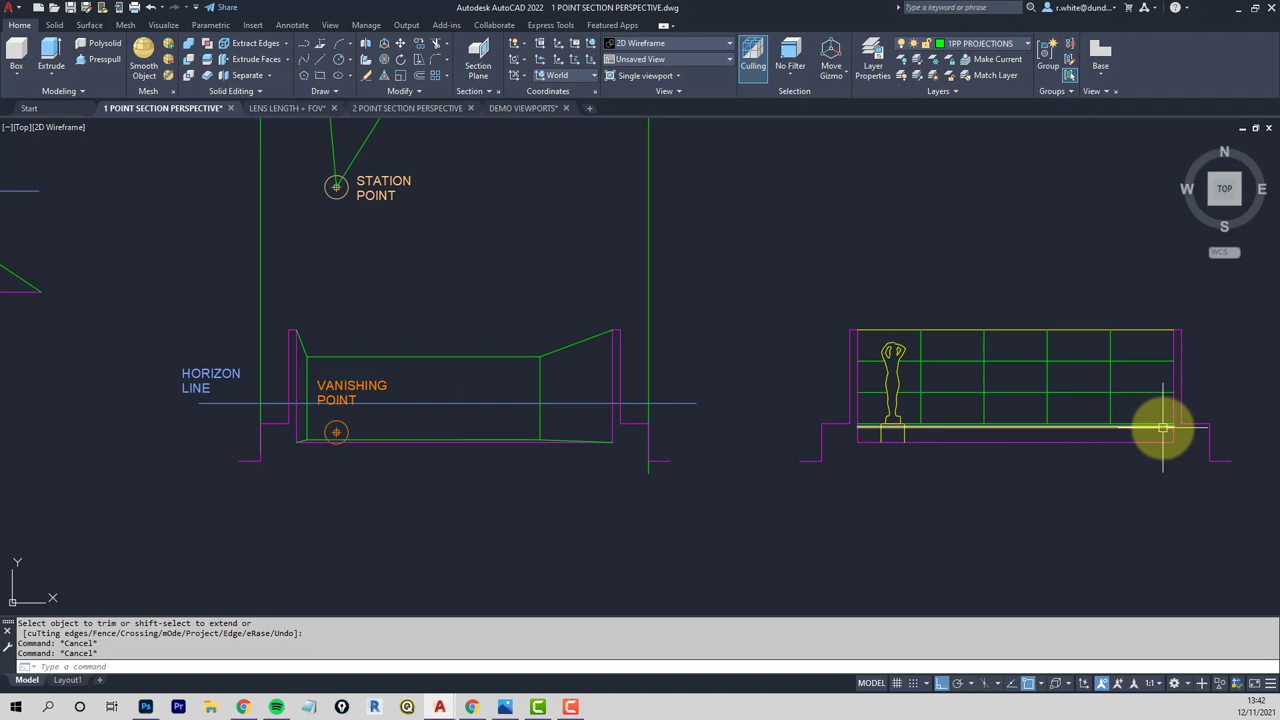 Share
Autodesk AutoCAD 2022   1 POINT SECTION PERSPECTIVE.dwg
Type a keyword or phrase
r.white@dund...
Home Solid Surface Mesh Visualize Parametric Insert Annotate View Manage Output Add-ins Collaborate Express Tools Featured Apps
Box
Extrude
Polysolid
Presspull
Modeling
Smooth
Object
Mesh
Extract Edges
Extrude Faces
Separate
Solid Editing
Draw
Modify
Section
Plane
Section
World
Coordinates
2D Wireframe
Unsaved View
Single viewport
View
Culling
No Filter
Move
Gizmo
Selection
Layer
Properties
1PP PROJECTIONS
Make Current
Match Layer
Layers
Group
Groups
Base
View
Start
1 POINT SECTION PERSPECTIVE*
LENS LENGTH + FOV*
2 POINT SECTION PERSPECTIVE
DEMO VIEWPORTS*
[−][Top][2D Wireframe]
N
W
TOP
E
S
WCS
STATION
POINT
HORIZON
LINE
VANISHING
POINT
Y
X
Select object to trim or shift-select to extend or
[cuTting edges/Fence/Crossing/mOde/Project/Edge/eRase/Undo]:
Command: *Cancel*
Command: *Cancel*
Type a command
Model
Layout1
MODEL
1:1
13:42
12/11/2021